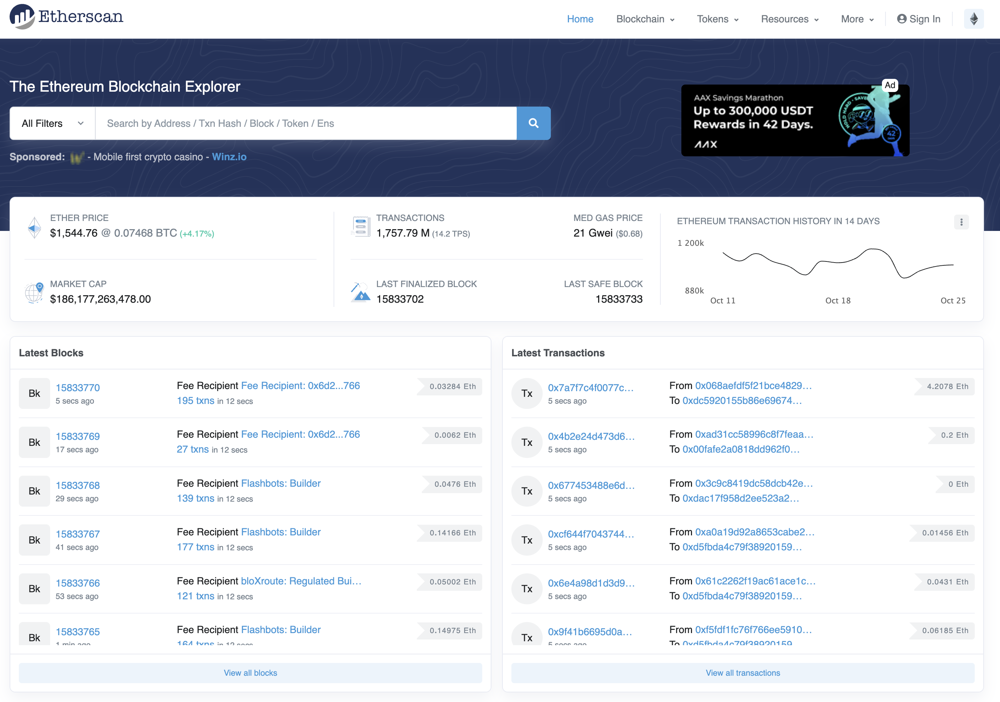 Etherscan
Home Blockchain Tokens Resources More Sign In
The Ethereum Blockchain Explorer
All Filters
Search by Address / Txn Hash / Block / Token / Ens
Sponsored: - Mobile first crypto casino - Winz.io
Ad
AAX Savings Marathon
Up to 300,000 USDT
Rewards in 42 Days.
AAX
HOLD HARD · SAVE
42
DAYS
ETHER PRICE
$1,544.76 @ 0.07468 BTC (+4.17%)
MARKET CAP
$186,177,263,478.00
TRANSACTIONS
1,757.79 M (14.2 TPS)
MED GAS PRICE
21 Gwei ($0.68)
LAST FINALIZED BLOCK
15833702
LAST SAFE BLOCK
15833733
ETHEREUM TRANSACTION HISTORY IN 14 DAYS
1 200k
880k
Oct 11 Oct 18 Oct 25
Latest Blocks
Bk
15833770
5 secs ago
Fee Recipient Fee Recipient: 0x6d2...766
195 txns in 12 secs
0.03284 Eth
Bk
15833769
17 secs ago
Fee Recipient Fee Recipient: 0x6d2...766
27 txns in 12 secs
0.0062 Eth
Bk
15833768
29 secs ago
Fee Recipient Flashbots: Builder
139 txns in 12 secs
0.0476 Eth
Bk
15833767
41 secs ago
Fee Recipient Flashbots: Builder
177 txns in 12 secs
0.14166 Eth
Bk
15833766
53 secs ago
Fee Recipient bloXroute: Regulated Bui...
121 txns in 12 secs
0.05002 Eth
Bk
15833765
1 min ago
Fee Recipient Flashbots: Builder
164 txns in 12 secs
0.14975 Eth
View all blocks
Latest Transactions
Tx
0x7a7f7c4f0077c...
5 secs ago
From 0x068aefdf5f21bce4829...
To 0xdc5920155b86e69674...
4.2078 Eth
Tx
0x4b2e24d473d6...
5 secs ago
From 0xad31cc58996c8f7feaa...
To 0x00fafe2a0818dd962f0...
0.2 Eth
Tx
0x677453488e6d...
5 secs ago
From 0x3c9c8419dc58dcb42e...
To 0xdac17f958d2ee523a2...
0 Eth
Tx
0xcf644f7043744...
5 secs ago
From 0xa0a19d92a8653cabe2...
To 0xd5fbda4c79f38920159...
0.01456 Eth
Tx
0x6e4a98d1d3d9...
5 secs ago
From 0x61c2262f19ac61ace1c...
To 0xd5fbda4c79f38920159...
0.0431 Eth
Tx
0x9f41b6695d0a...
5 secs ago
From 0xf5fdf1fc76f766ee5910...
To 0xd5fbda4c79f38920159
0.06185 Eth
View all transactions